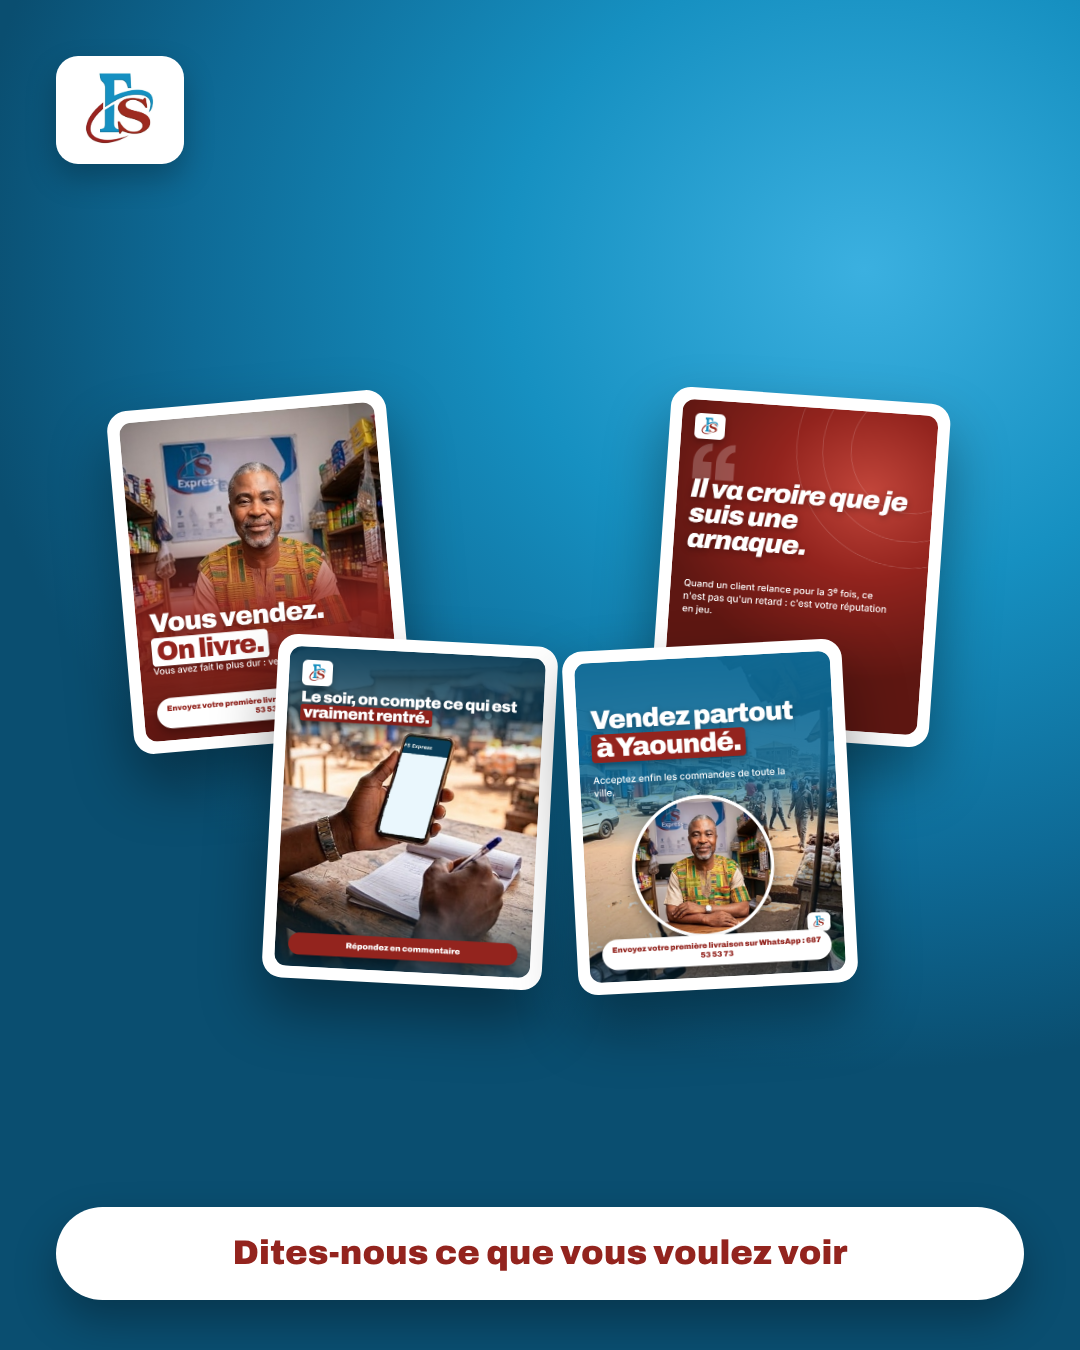 FS
FS
Express
Vous vendez.
On livre.
Vous avez fait le plus dur :
Envoyez votre première
53
FS
Il va croire que je
suis une
arnaque.
Quand un client relance pour la 3e fois, ce
n'est pas qu'un retard : c'est votre réputation
en jeu.
FS
Le soir, on compte ce qui est
vraiment rentré.
FS Express
Répondez en commentaire
Vendez partout
à Yaoundé.
Acceptez enfin les commandes de toute la
ville,
Express
FS
Envoyez votre première livraison sur WhatsApp : 687
53 53 73
Dites-nous ce que vous voulez voir